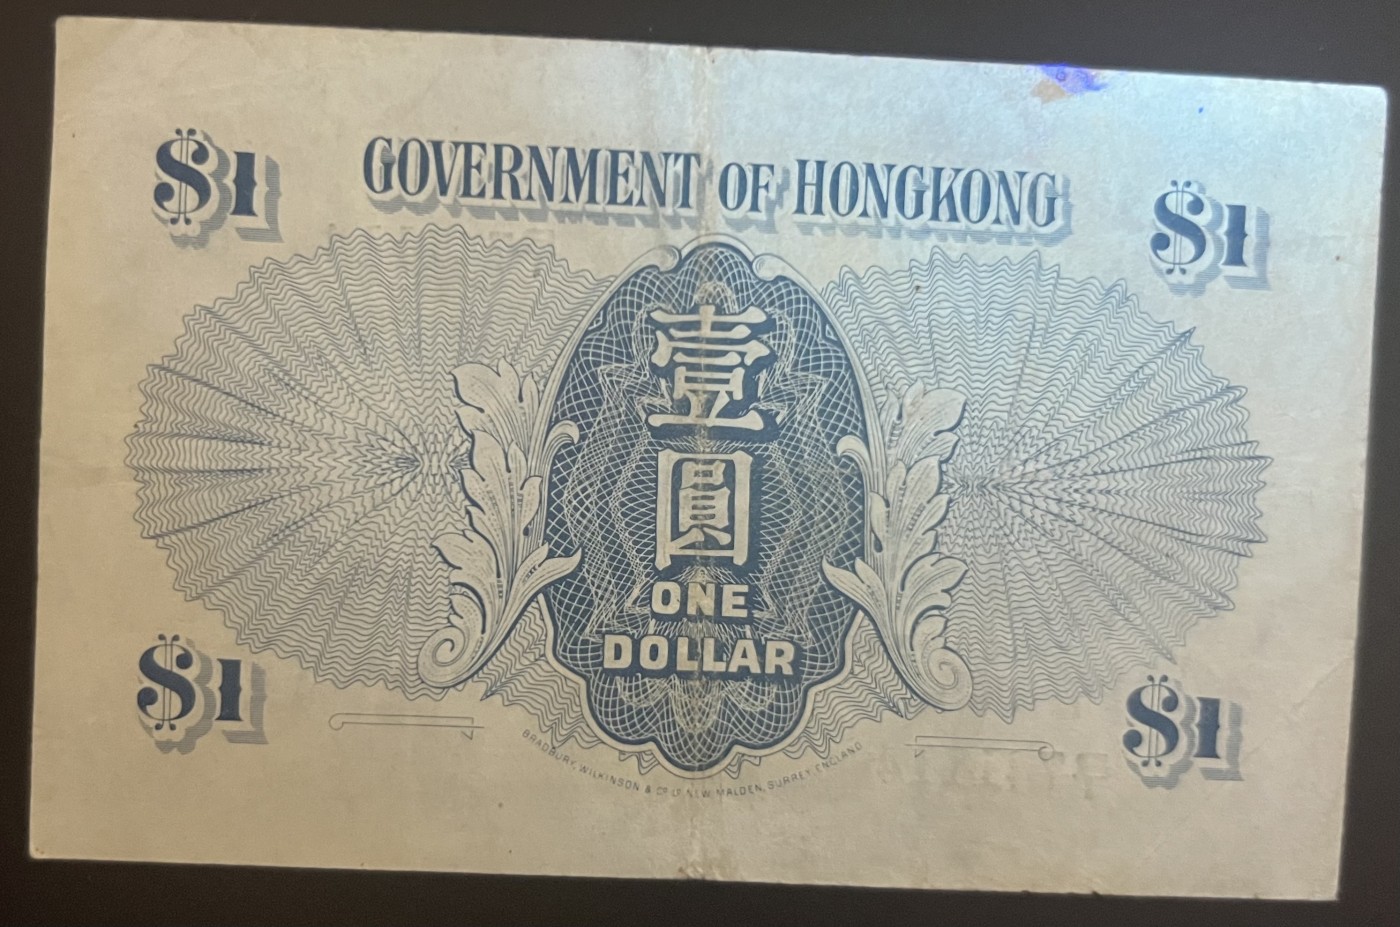 $1 GOVERNMENT OF HONGKONG $1
壹
圓
ONE
DOLLAR
$1 $1
BRADBURY, WILKINSON & Co. Ld. NEW MALDEN, SURREY, ENGLAND